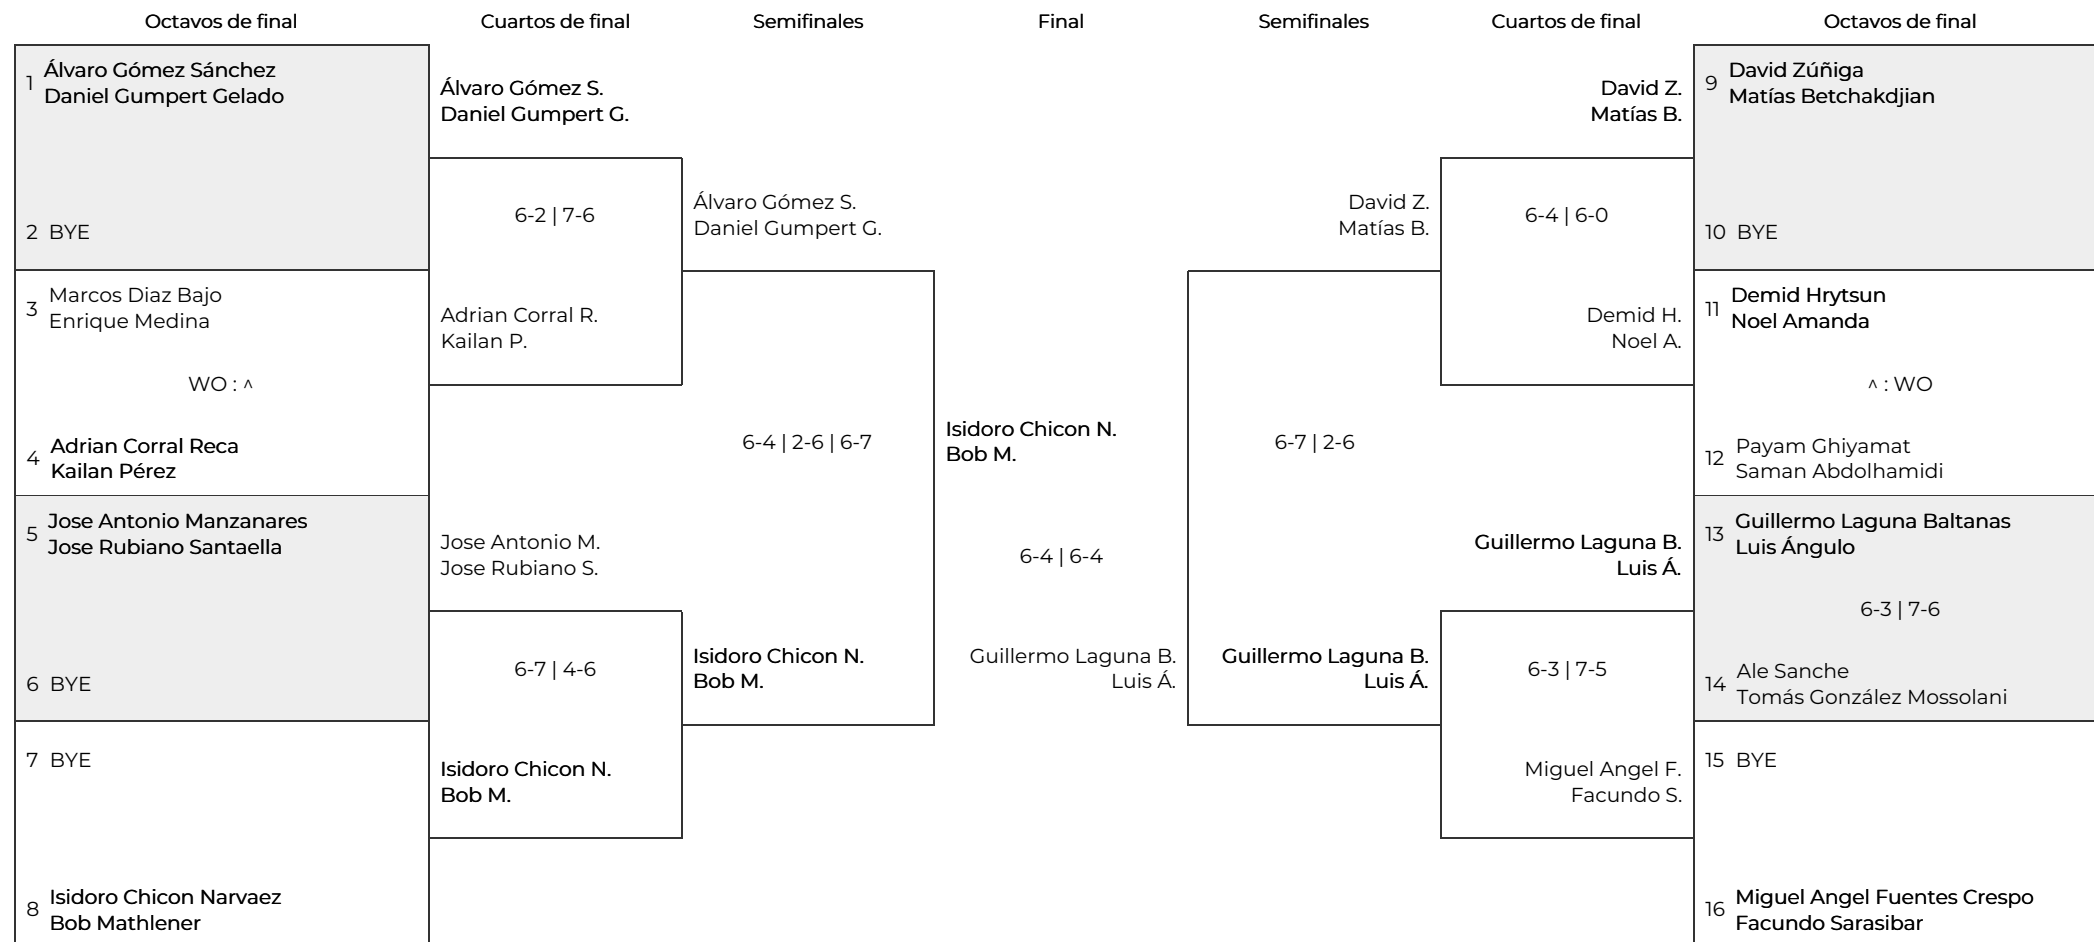 Octavos de final
Cuartos de final
Semifinales
Final
Semifinales
Cuartos de final
Octavos de final
1
Álvaro Gómez Sánchez
Daniel Gumpert Gelado
2 BYE
3
Marcos Diaz Bajo
Enrique Medina
WO : ^
4
Adrian Corral Reca
Kailan Pérez
5
Jose Antonio Manzanares
Jose Rubiano Santaella
6 BYE
7 BYE
8
Isidoro Chicon Narvaez
Bob Mathlener
Álvaro Gómez S.
Daniel Gumpert G.
6-2 | 7-6
Adrian Corral R.
Kailan P.
Jose Antonio M.
Jose Rubiano S.
6-7 | 4-6
Isidoro Chicon N.
Bob M.
Álvaro Gómez S.
Daniel Gumpert G.
6-4 | 2-6 | 6-7
Isidoro Chicon N.
Bob M.
Isidoro Chicon N.
Bob M.
6-4 | 6-4
Guillermo Laguna B.
Luis Á.
David Z.
Matías B.
6-7 | 2-6
Guillermo Laguna B.
Luis Á.
David Z.
Matías B.
6-4 | 6-0
Demid H.
Noel A.
Guillermo Laguna B.
Luis Á.
6-3 | 7-5
Miguel Angel F.
Facundo S.
9
David Zúñiga
Matías Betchakdjian
10 BYE
11
Demid Hrytsun
Noel Amanda
^ : WO
12
Payam Ghiyamat
Saman Abdolhamidi
13
Guillermo Laguna Baltanas
Luis Ángulo
6-3 | 7-6
14
Ale Sanche
Tomás González Mossolani
15 BYE
16
Miguel Angel Fuentes Crespo
Facundo Sarasibar